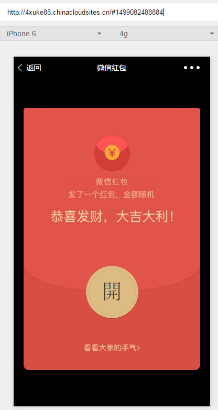 http://4xuke88.chinacloudsites.cn/#1499082488884
iPhone 6 4g
返回 微信红包
¥
微信红包
发了一个红包，金额随机
恭喜发财，大吉大利！
開
看看大家的手气>